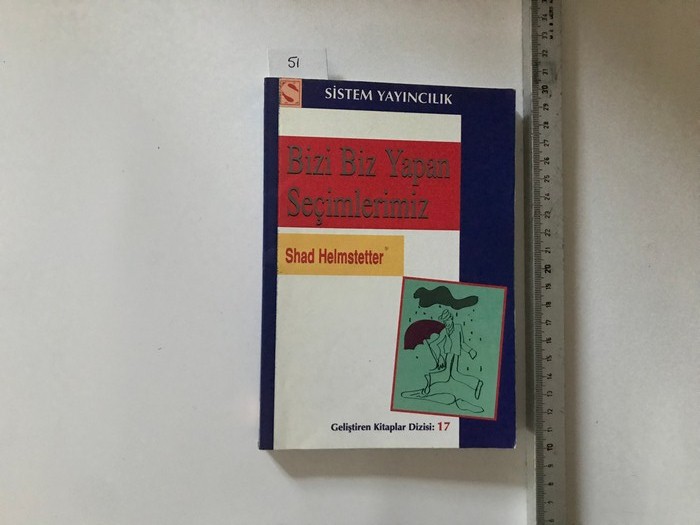 51
SİSTEM YAYINCILIK
Bizi Biz Yapan
Seçimlerimiz
Shad Helmstetter
Geliştiren Kitaplar Dizisi: 17